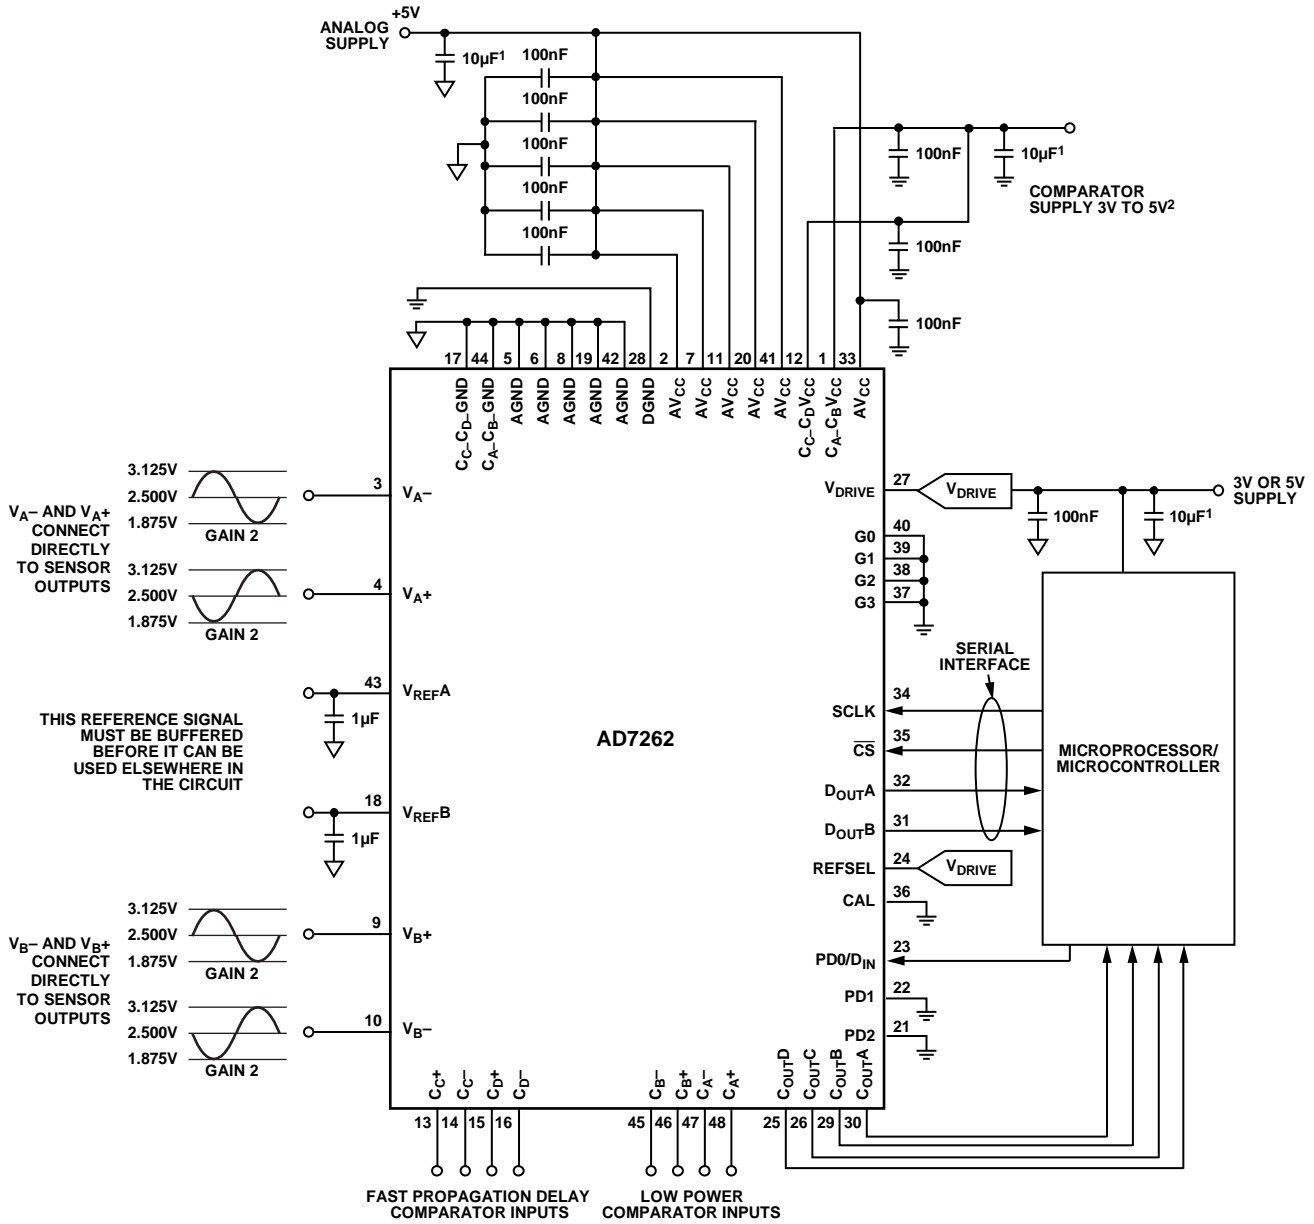 +5V
ANALOG
SUPPLY
10µF1
100nF
100nF
100nF
100nF
100nF
100nF
10µF1
COMPARATOR
SUPPLY 3V TO 5V2
100nF
100nF
17 44 5 6 8 19 42 28 2 7 11 20 41 12 1 33
CC–CD–GND
CA–CB–GND
AGND
AGND
AGND
AGND
AGND
DGND
AVCC
AVCC
AVCC
AVCC
AVCC
CC–CDVCC
CA–CBVCC
AVCC
3.125V
2.500V
1.875V
GAIN 2
3
VA–
VA– AND VA+
CONNECT
DIRECTLY
TO SENSOR
OUTPUTS
3.125V
2.500V
1.875V
GAIN 2
4
VA+
VDRIVE
27
VDRIVE
3V OR 5V
SUPPLY
100nF
10µF1
G0
40
G1
39
G2
38
G3
37
SERIAL
INTERFACE
43
VREFA
1µF
THIS REFERENCE SIGNAL
MUST BE BUFFERED
BEFORE IT CAN BE
USED ELSEWHERE IN
THE CIRCUIT
18
VREFB
1µF
AD7262
SCLK
34
CS
35
DOUTA
32
DOUTB
31
MICROPROCESSOR/
MICROCONTROLLER
REFSEL
24
VDRIVE
CAL
36
PD0/DIN
23
PD1
22
PD2
21
3.125V
2.500V
1.875V
GAIN 2
9
VB+
VB– AND VB+
CONNECT
DIRECTLY
TO SENSOR
OUTPUTS
3.125V
2.500V
1.875V
GAIN 2
10
VB–
CC+
CC–
CD+
CD–
CB–
CB+
CA–
CA+
COUTD
COUTC
COUTB
COUTA
13 14 15 16 45 46 47 48 25 26 29 30
FAST PROPAGATION DELAY
COMPARATOR INPUTS
LOW POWER
COMPARATOR INPUTS